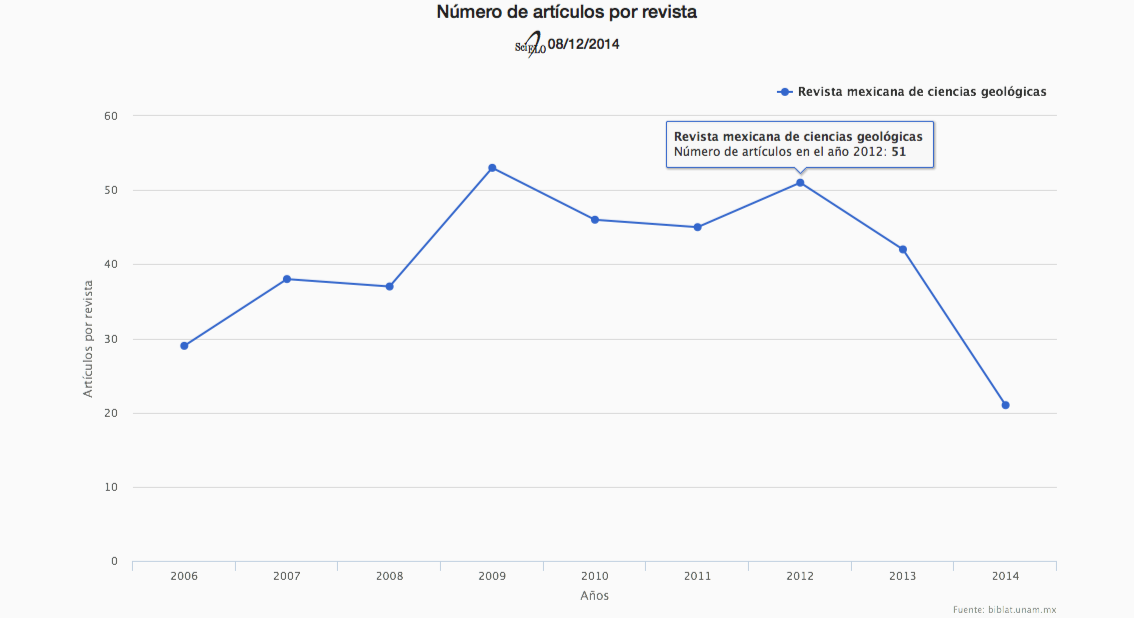 Número de artículos por revista
SciELO 08/12/2014
Revista mexicana de ciencias geológicas
60
Revista mexicana de ciencias geológicas
Número de artículos en el año 2012: 51
50
40
30
20
10
0
Artículos por revista
2006 2007 2008 2009 2010 2011 2012 2013 2014
Años
Fuente: biblat.unam.mx